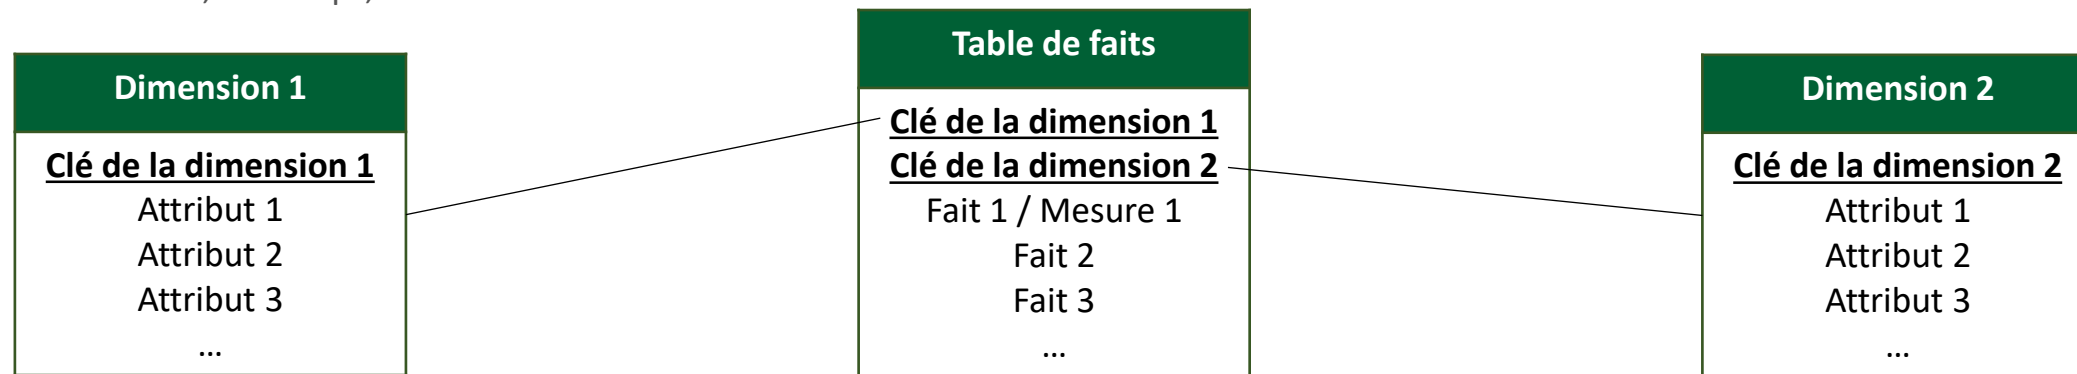 Dimension 1
Clé de la dimension 1
Attribut 1
Attribut 2
Attribut 3
...
Table de faits
Clé de la dimension 1
Clé de la dimension 2
Fait 1 / Mesure 1
Fait 2
Fait 3
...
Dimension 2
Clé de la dimension 2
Attribut 1
Attribut 2
Attribut 3
...